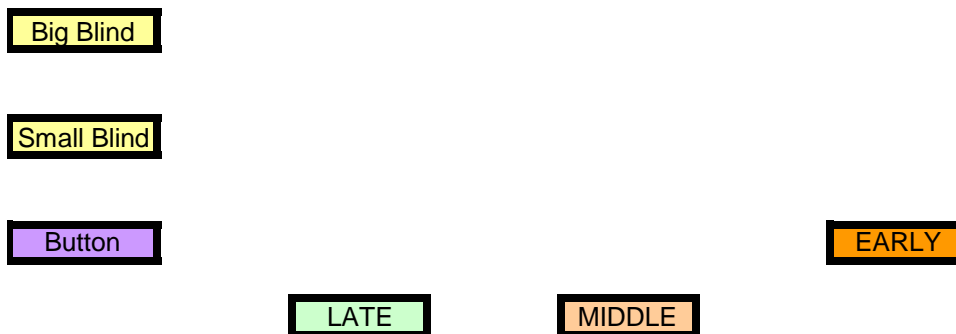 Big Blind
Small Blind
Button
EARLY
LATE
MIDDLE